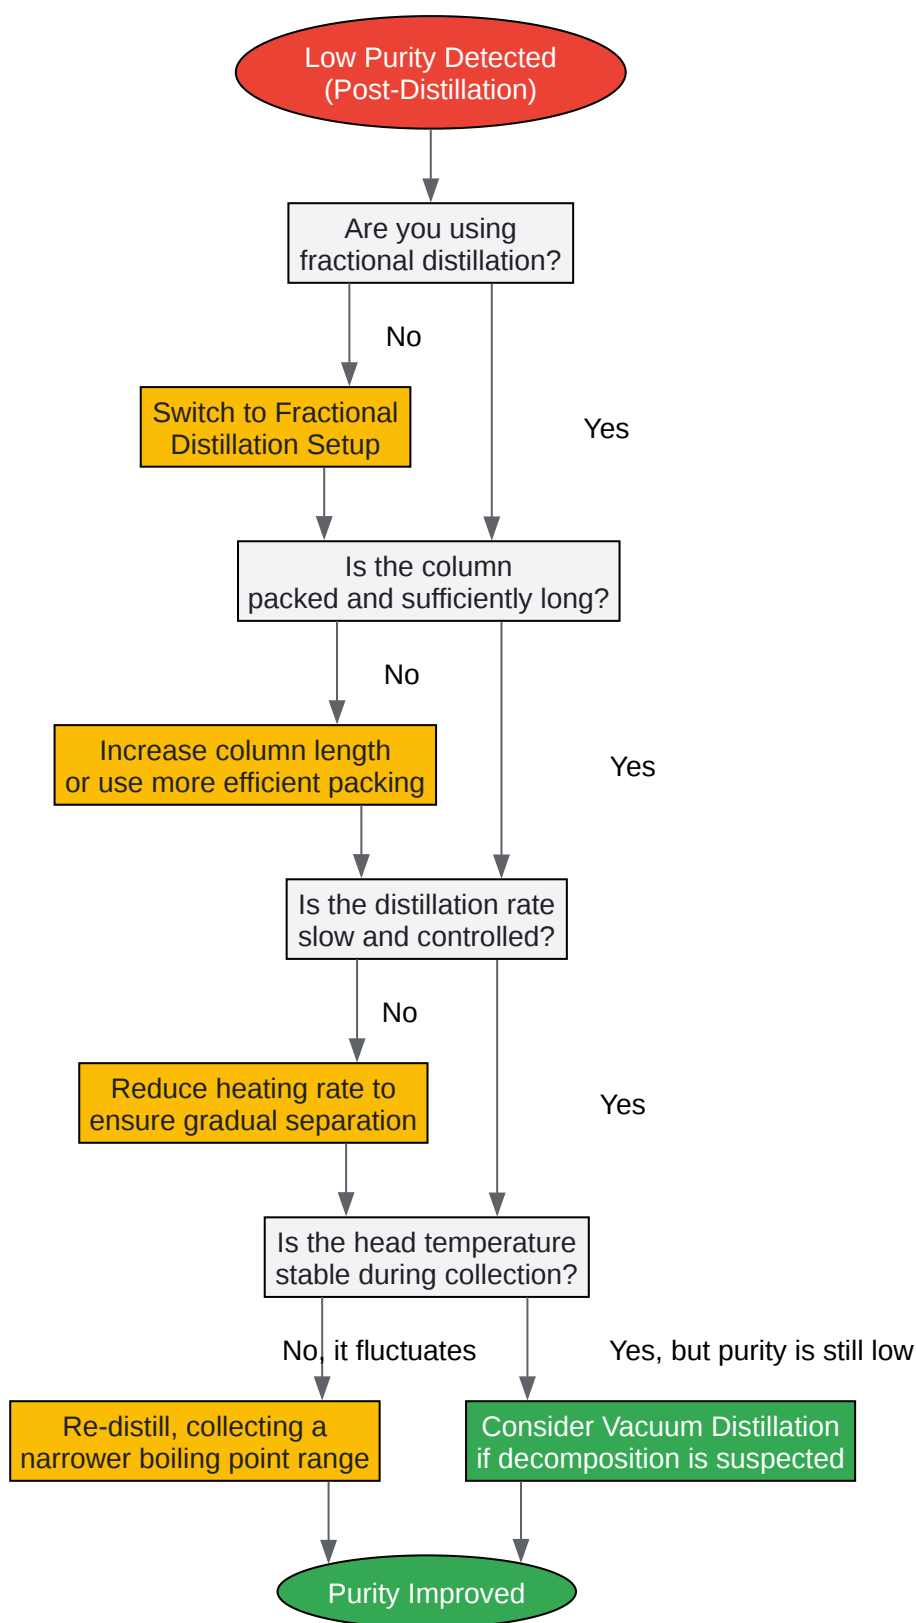 Low Purity Detected
(Post-Distillation)
Are you using
fractional distillation?
No
Switch to Fractional
Distillation Setup
Yes
Is the column
packed and sufficiently long?
No
Increase column length
or use more efficient packing
Yes
Is the distillation rate
slow and controlled?
No
Reduce heating rate to
ensure gradual separation
Yes
Is the head temperature
stable during collection?
No, it fluctuates
Yes, but purity is still low
Re-distill, collecting a
narrower boiling point range
Consider Vacuum Distillation
if decomposition is suspected
Purity Improved